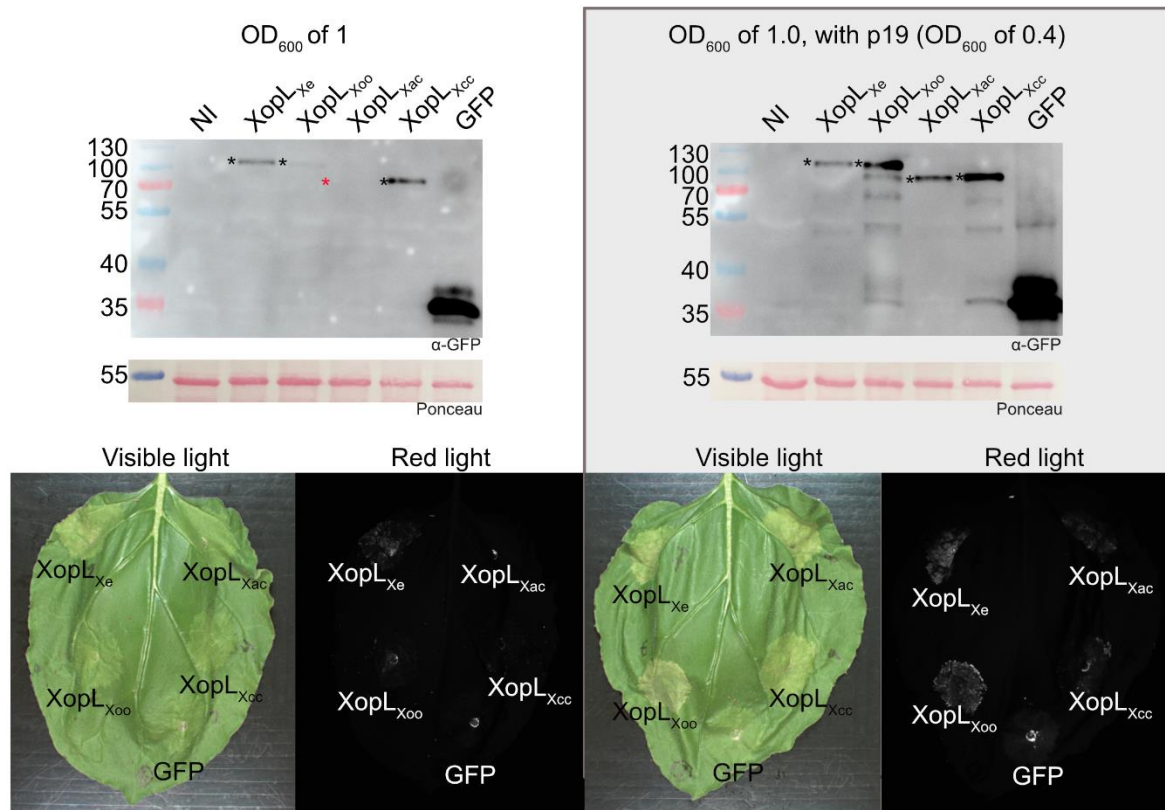 OD600 of 1
NI XopLXe XopLXoo XopLXac XopLXcc GFP
130
100
70
55
40
35
* * * *
α-GFP
55
Ponceau
Visible light Red light
XopLXe XopLXac
XopLXoo XopLXcc
GFP
XopLXe XopLXac
XopLXoo XopLXcc
GFP
OD600 of 1.0, with p19 (OD600 of 0.4)
NI XopLXe XopLXoo XopLXac XopLXcc GFP
130
100
70
55
40
35
* * * *
α-GFP
55
Ponceau
Visible light Red light
XopLXe XopLXac
XopLXoo XopLXcc
GFP
XopLXe XopLXac
XopLXoo XopLXcc
GFP